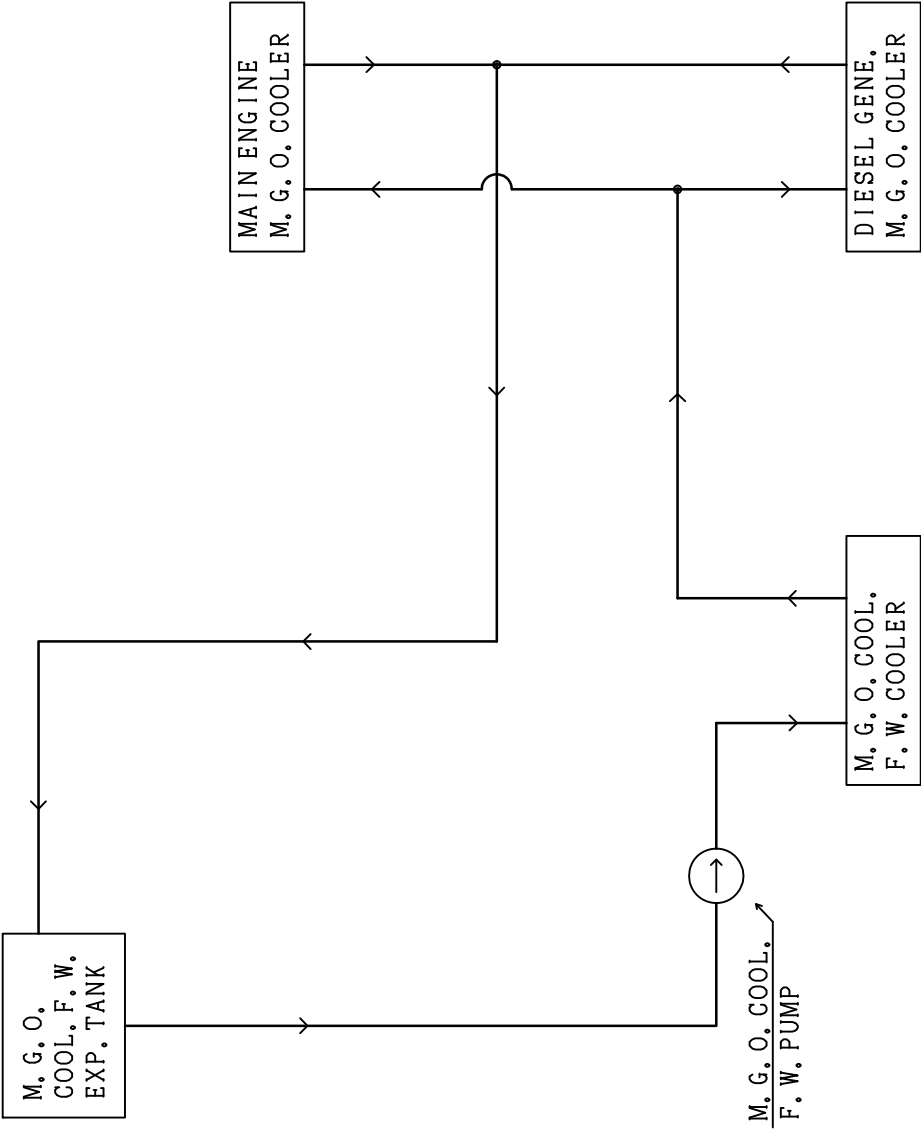 MAIN ENGINE
M. G. O. COOLER
DIESEL GENE.
M. G. O. COOLER
M. G. O.
COOL. F. W.
EXP. TANK
M. G. O. COOL.
F. W. PUMP
M. G. O. COOL.
F. W. COOLER